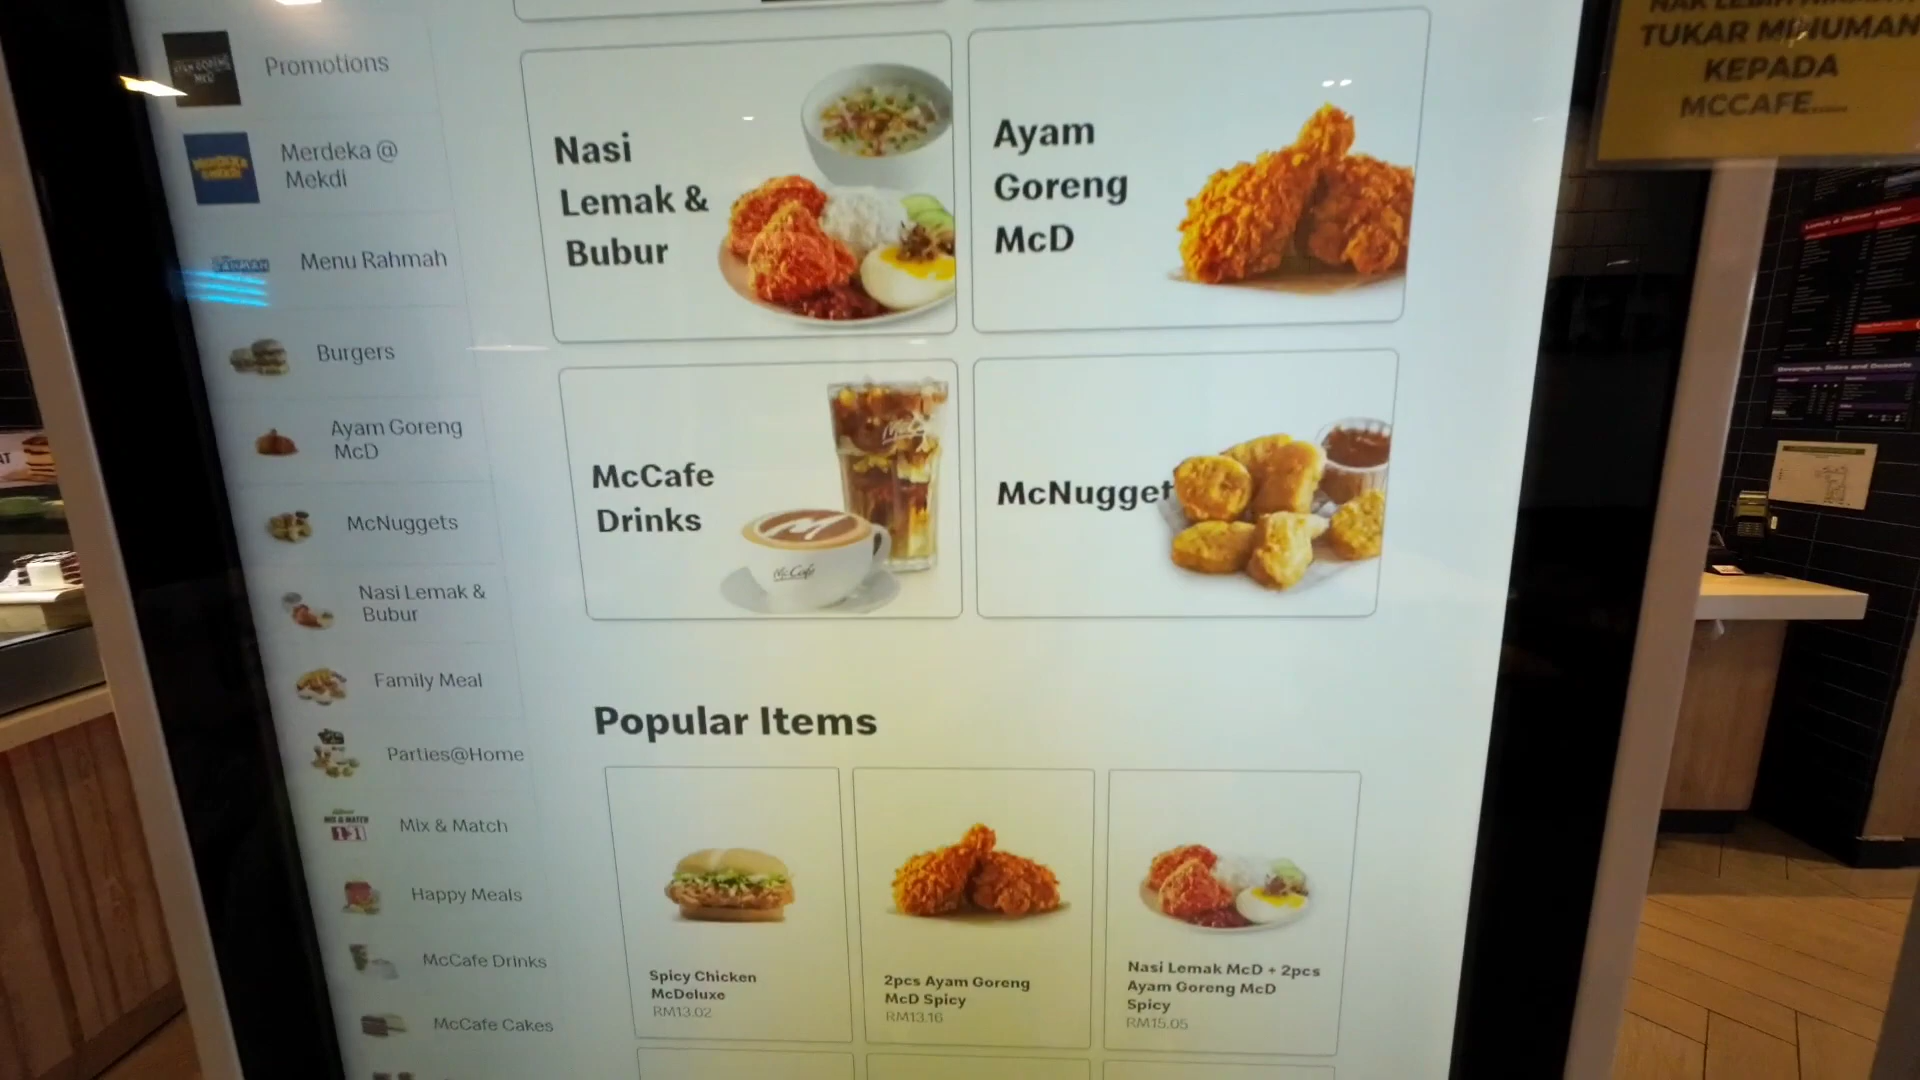 Promotions
Merdeka @
Mekdi
Menu Rahmah
Burgers
Ayam Goreng
McD
McNuggets
Nasi Lemak &
Bubur
Family Meal
Parties@Home
Mix & Match
Happy Meals
McCafe Drinks
McCafe Cakes
Nasi
Lemak &
Bubur
Ayam
Goreng
McD
McCafe
Drinks
McCafé
McNugget
Popular Items
Spicy Chicken
McDeluxe
RM13.02
2pcs Ayam Goreng
McD Spicy
RM13.16
Nasi Lemak McD + 2pcs
Ayam Goreng McD
Spicy
RM15.05
TUKAR MINUMAN
KEPADA
MCCAFE.....